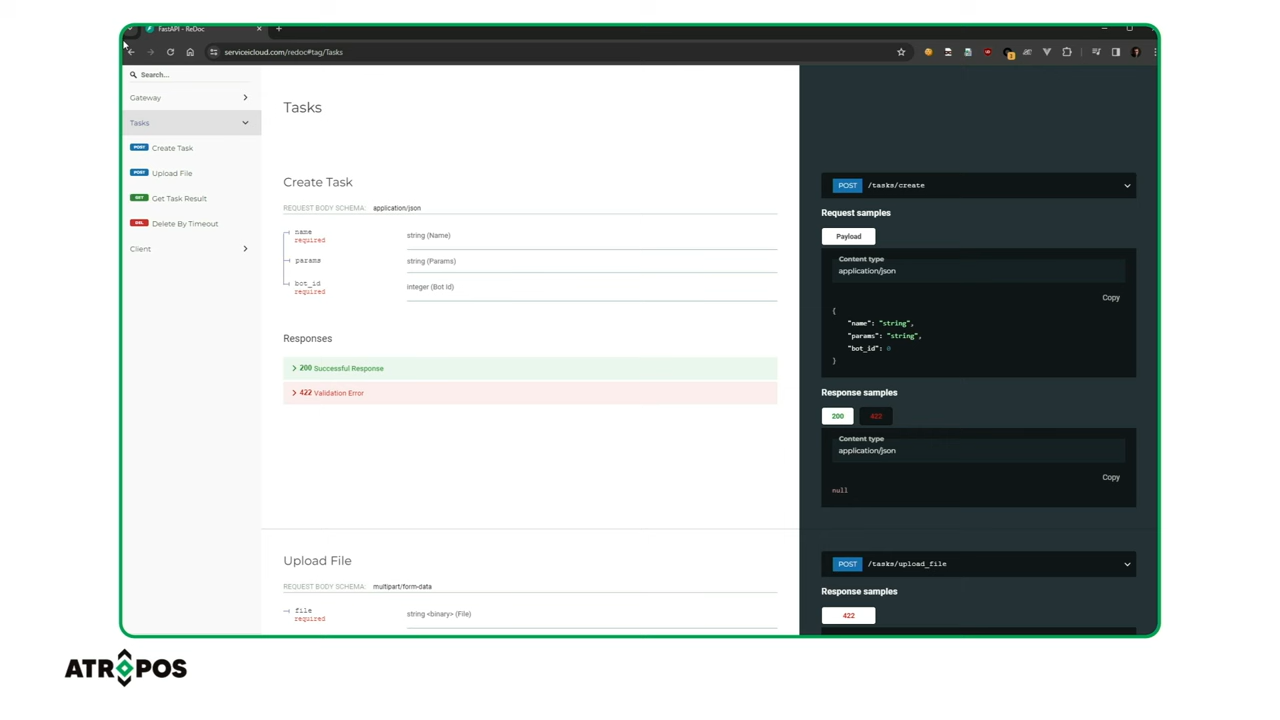 FastAPI - ReDoc
serviceicloud.com/redoc#tag/Tasks
Search...
Gateway
Tasks
POST Create Task
POST Upload File
GET Get Task Result
DEL Delete By Timeout
Client
Tasks
Create Task
REQUEST BODY SCHEMA: application/json
name
required
string (Name)
params
string (Params)
bot_id
required
integer (Bot Id)
Responses
200 Successful Response
422 Validation Error
POST /tasks/create
Request samples
Payload
Content type
application/json
Copy
{
"name": "string",
"params": "string",
"bot_id": 0
}
Response samples
200 422
Content type
application/json
Copy
null
Upload File
REQUEST BODY SCHEMA: multipart/form-data
file
required
string <binary> (File)
POST /tasks/upload_file
Response samples
422
ATROPOS